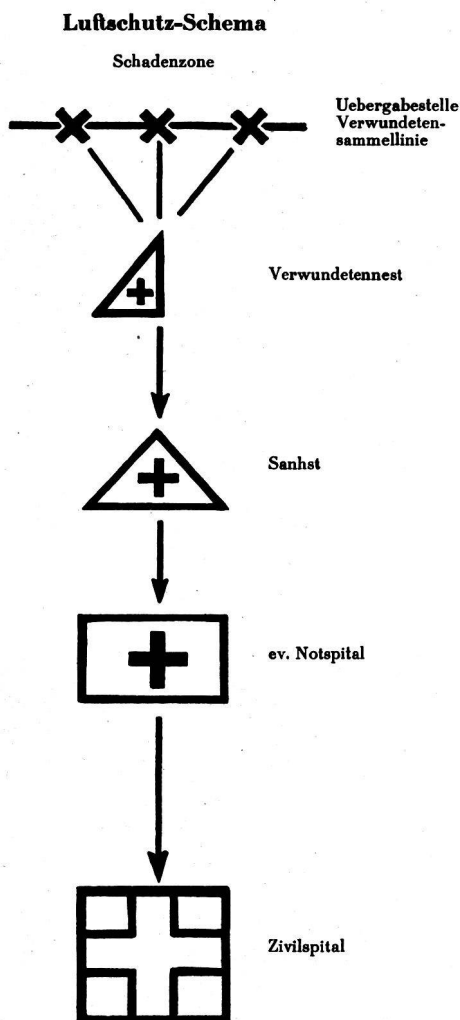 Luftschutz-Schema
Schadenzone
Uebergabestelle
Verwundeten-
sammellinie
Verwundetennest
Sanhst
ev. Notspital
Zivilspital